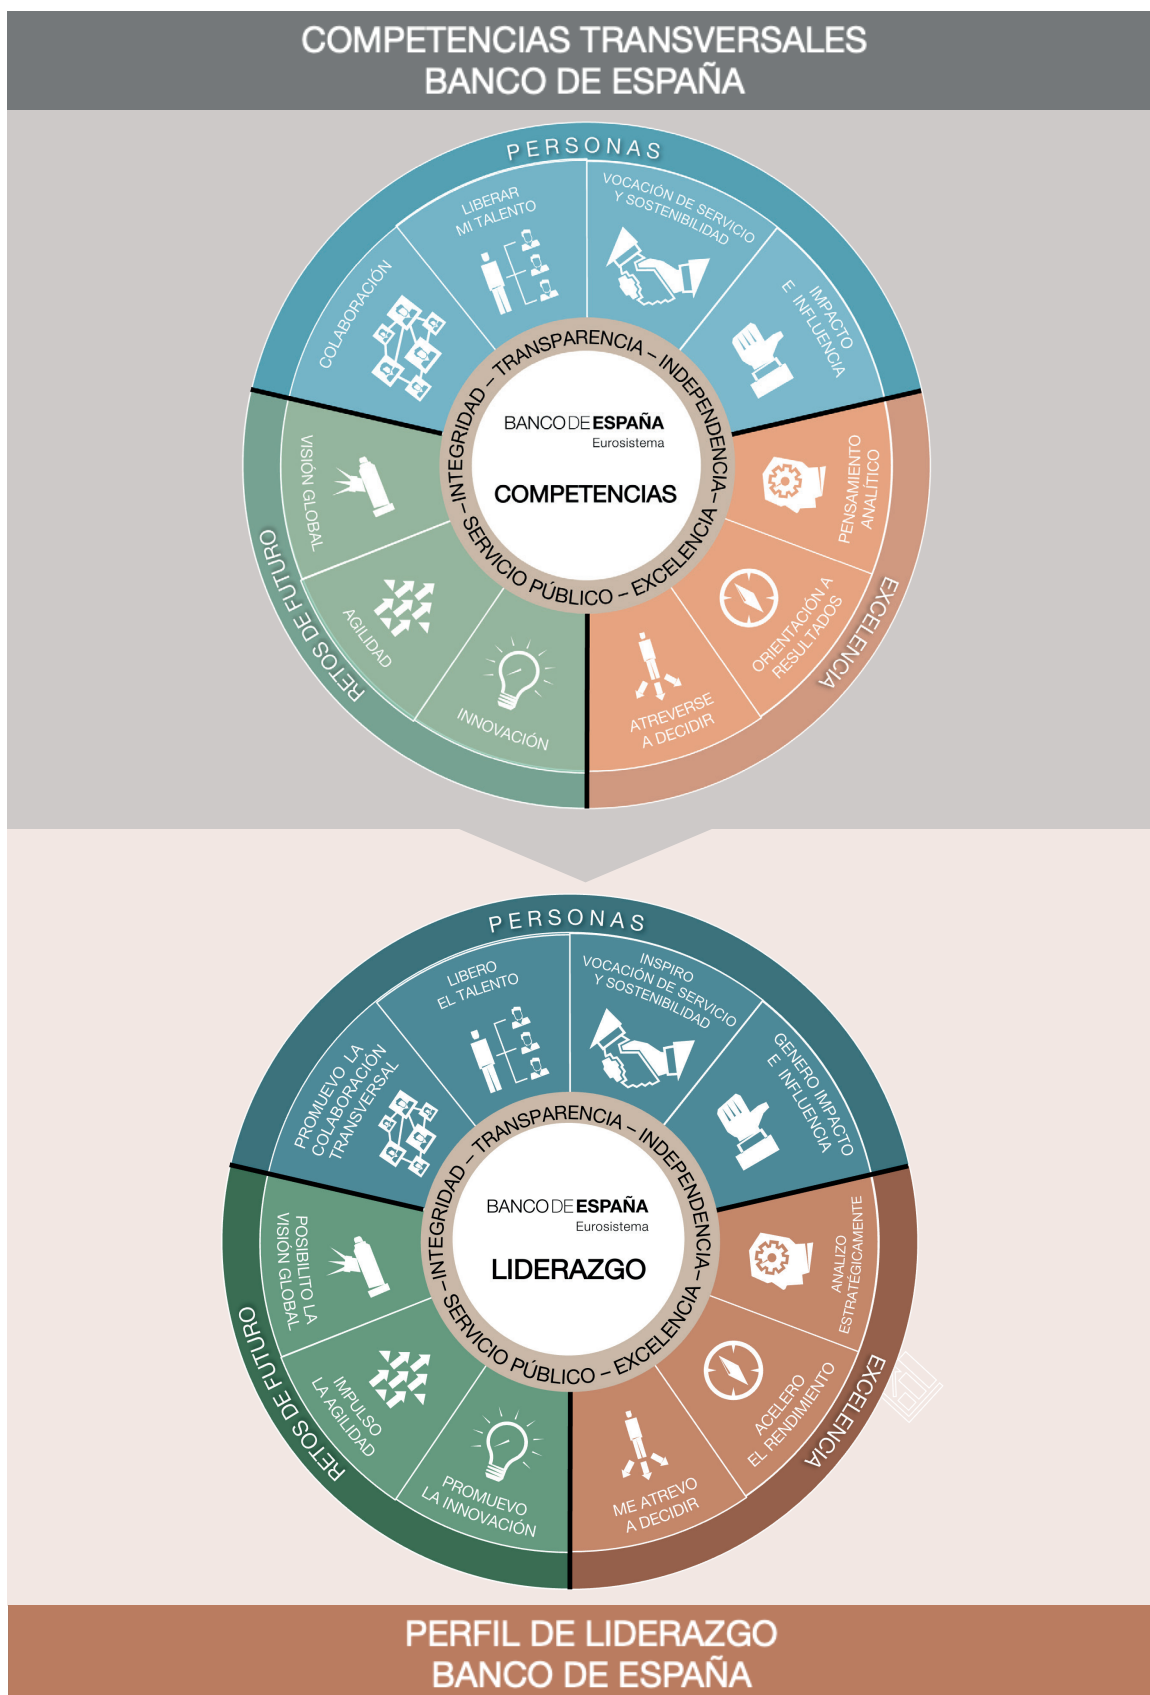 COMPETENCIAS TRANSVERSALES
BANCO DE ESPAÑA
PERSONAS
COLABORACIÓN
LIBERAR
MI TALENTO
VOCACIÓN DE SERVICIO
Y SOSTENIBILIDAD
IMPACTO
E INFLUENCIA
INTEGRIDAD – TRANSPARENCIA – INDEPENDENCIA – EXCELENCIA – SERVICIO PÚBLICO –
BANCO DE ESPAÑA
Eurosistema
COMPETENCIAS
EXCELENCIA
PENSAMIENTO
ANALÍTICO
ORIENTACIÓN A
RESULTADOS
ATREVERSE
A DECIDIR
RETOS DE FUTURO
VISIÓN GLOBAL
AGILIDAD
INNOVACIÓN
PERSONAS
PROMUEVO LA
COLABORACIÓN
TRANSVERSAL
LIBERO
EL TALENTO
INSPIRO
VOCACIÓN DE SERVICIO
Y SOSTENIBILIDAD
GENERO IMPACTO
E INFLUENCIA
INTEGRIDAD – TRANSPARENCIA – INDEPENDENCIA – EXCELENCIA – SERVICIO PÚBLICO –
BANCO DE ESPAÑA
Eurosistema
LIDERAZGO
EXCELENCIA
ANALIZO
ESTRATÉGICAMENTE
ACELERO
EL RENDIMIENTO
ME ATREVO
A DECIDIR
RETOS DE FUTURO
POSIBILITO LA
VISIÓN GLOBAL
IMPULSO
LA AGILIDAD
PROMUEVO
LA INNOVACIÓN
PERFIL DE LIDERAZGO
BANCO DE ESPAÑA